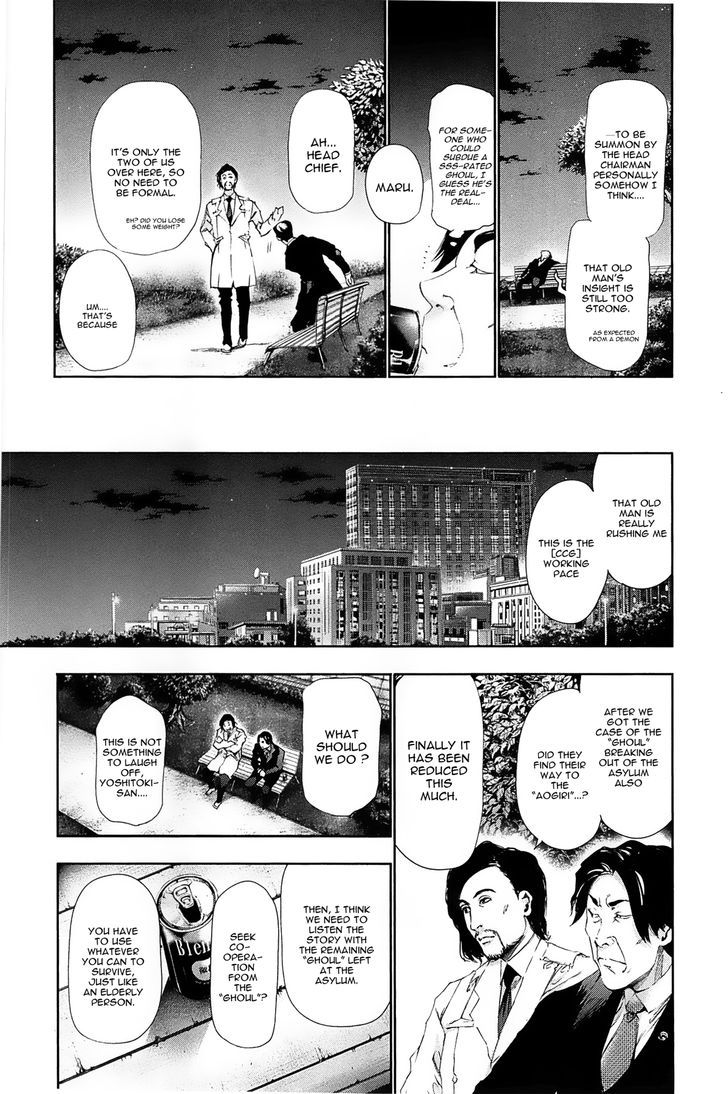 —TO BE
SUMMON BY
THE HEAD
CHAIRMAN
PERSONALLY
SOMEHOW I
THINK....
THAT OLD
MAN'S
INSIGHT IS
STILL TOO
STRONG.
AS EXPECTED
FROM A DEMON
FOR SOME-
ONE WHO
COULD
SUBDUE A
SSS-RATED
GHOUL, I
GUESS HE'S
THE REAL-
DEAL...
MARU.
AH...
HEAD
CHIEF.
IT'S ONLY THE
TWO OF US
OVER HERE, SO
NO NEED TO
BE FORMAL.
EH? DID YOU LOSE
SOME WEIGHT?
UM....
THAT'S
BECAUSE
THAT OLD
MAN IS
REALLY
RUSHING ME
THIS IS THE
[CCG]
WORKING
PACE
AFTER WE
GOT THE
CASE OF THE
"GHOUL"
BREAKING
OUT OF THE
ASYLUM
ALSO
DID THEY
FIND THEIR
WAY TO
THE
"AOGIRI"...?
FINALLY IT
HAS BEEN
REDUCED
THIS
MUCH.
WHAT
SHOULD
WE DO ?
THIS IS NOT
SOMETHING
TO LAUGH
OFF,
YOSHITOKI-
SAN....
THEN, I THINK
WE NEED TO
LISTEN THE
STORY WITH
THE
REMAINING
"GHOUL" LEFT
AT THE
ASYLUM.
SEEK
CO-
OPERA-
TION
FROM
THE
"GHOUL"?
YOU HAVE
TO USE
WHATEVER
YOU CAN TO
SURVIVE,
JUST LIKE
AN ELDERLY
PERSON.
Blen